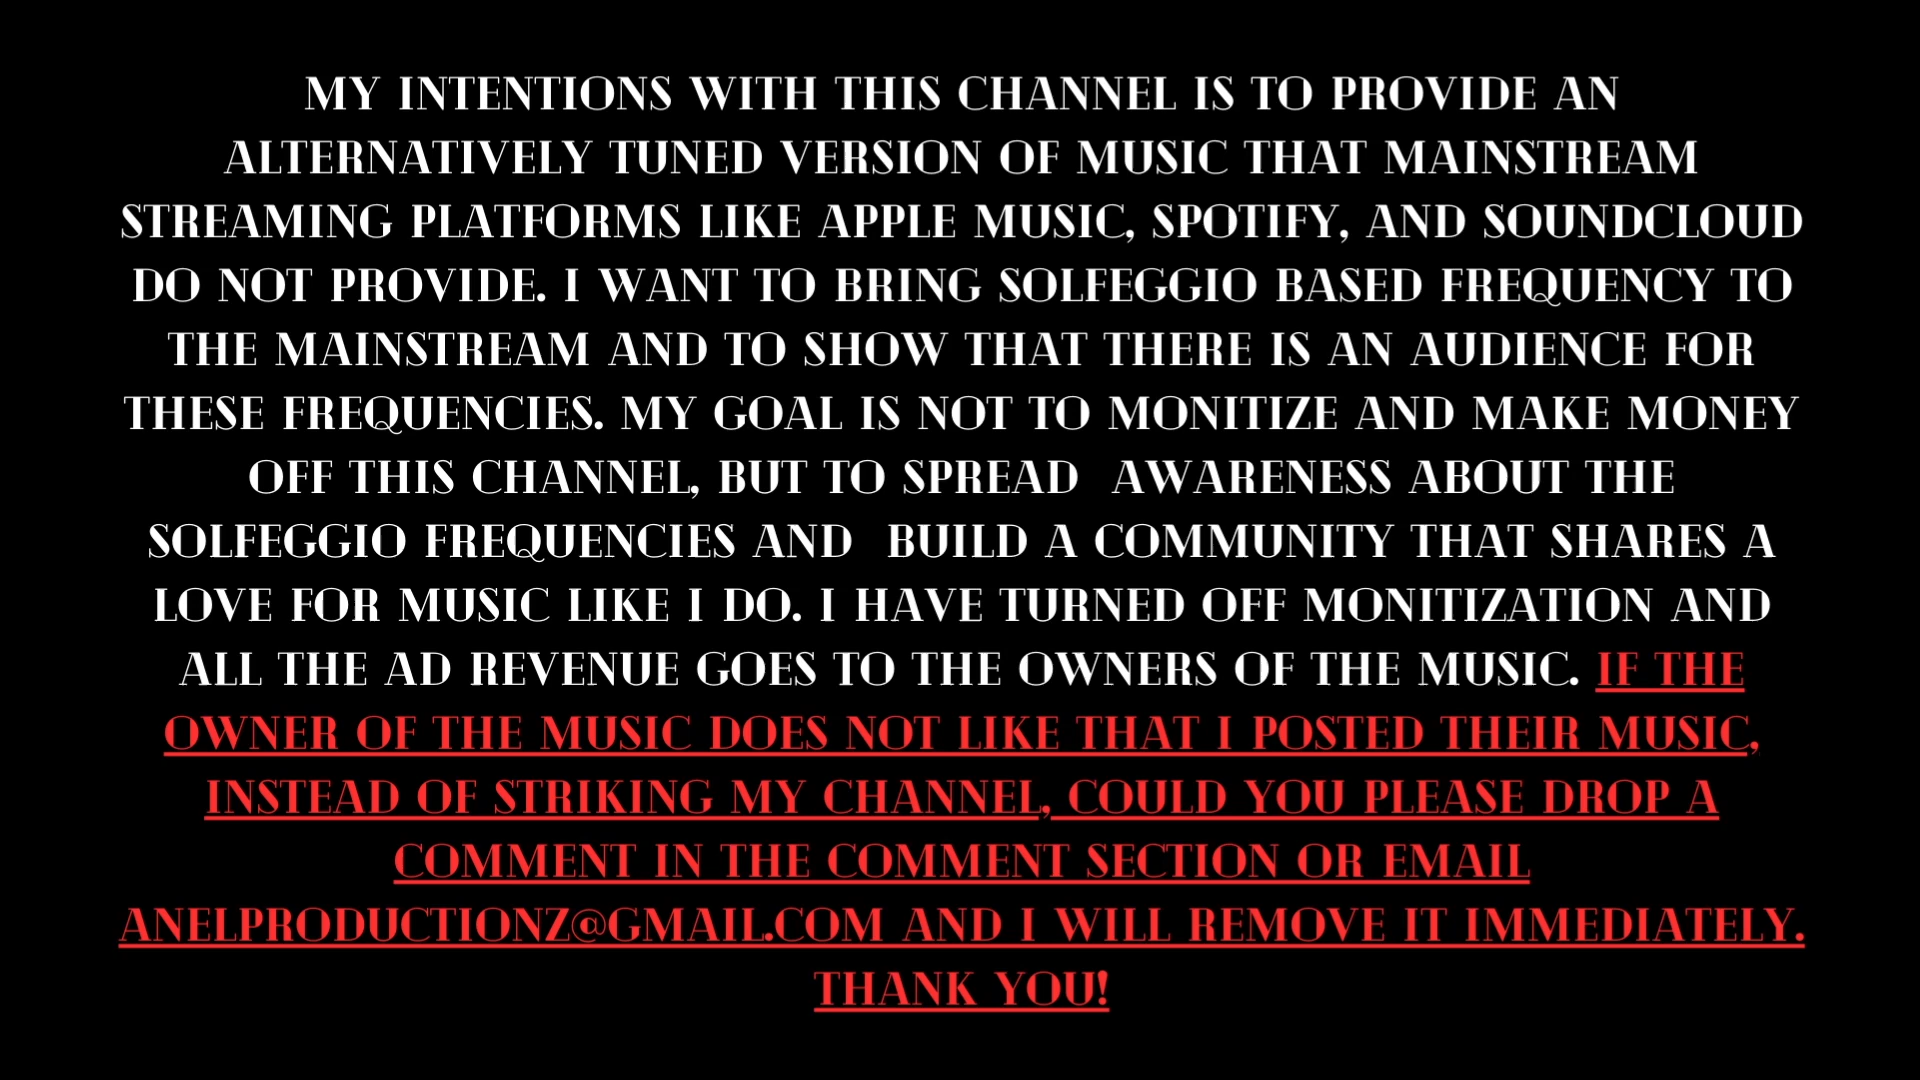 MY INTENTIONS WITH THIS CHANNEL IS TO PROVIDE AN
ALTERNATIVELY TUNED VERSION OF MUSIC THAT MAINSTREAM
STREAMING PLATFORMS LIKE APPLE MUSIC, SPOTIFY, AND SOUNDCLOUD
DO NOT PROVIDE. I WANT TO BRING SOLFEGGIO BASED FREQUENCY TO
THE MAINSTREAM AND TO SHOW THAT THERE IS AN AUDIENCE FOR
THESE FREQUENCIES. MY GOAL IS NOT TO MONITIZE AND MAKE MONEY
OFF THIS CHANNEL, BUT TO SPREAD  AWARENESS ABOUT THE
SOLFEGGIO FREQUENCIES AND  BUILD A COMMUNITY THAT SHARES A
LOVE FOR MUSIC LIKE I DO. I HAVE TURNED OFF MONITIZATION AND
ALL THE AD REVENUE GOES TO THE OWNERS OF THE MUSIC. IF THE
OWNER OF THE MUSIC DOES NOT LIKE THAT I POSTED THEIR MUSIC,
INSTEAD OF STRIKING MY CHANNEL, COULD YOU PLEASE DROP A
COMMENT IN THE COMMENT SECTION OR EMAIL
ANELPRODUCTIONZ@GMAIL.COM AND I WILL REMOVE IT IMMEDIATELY.
THANK YOU!